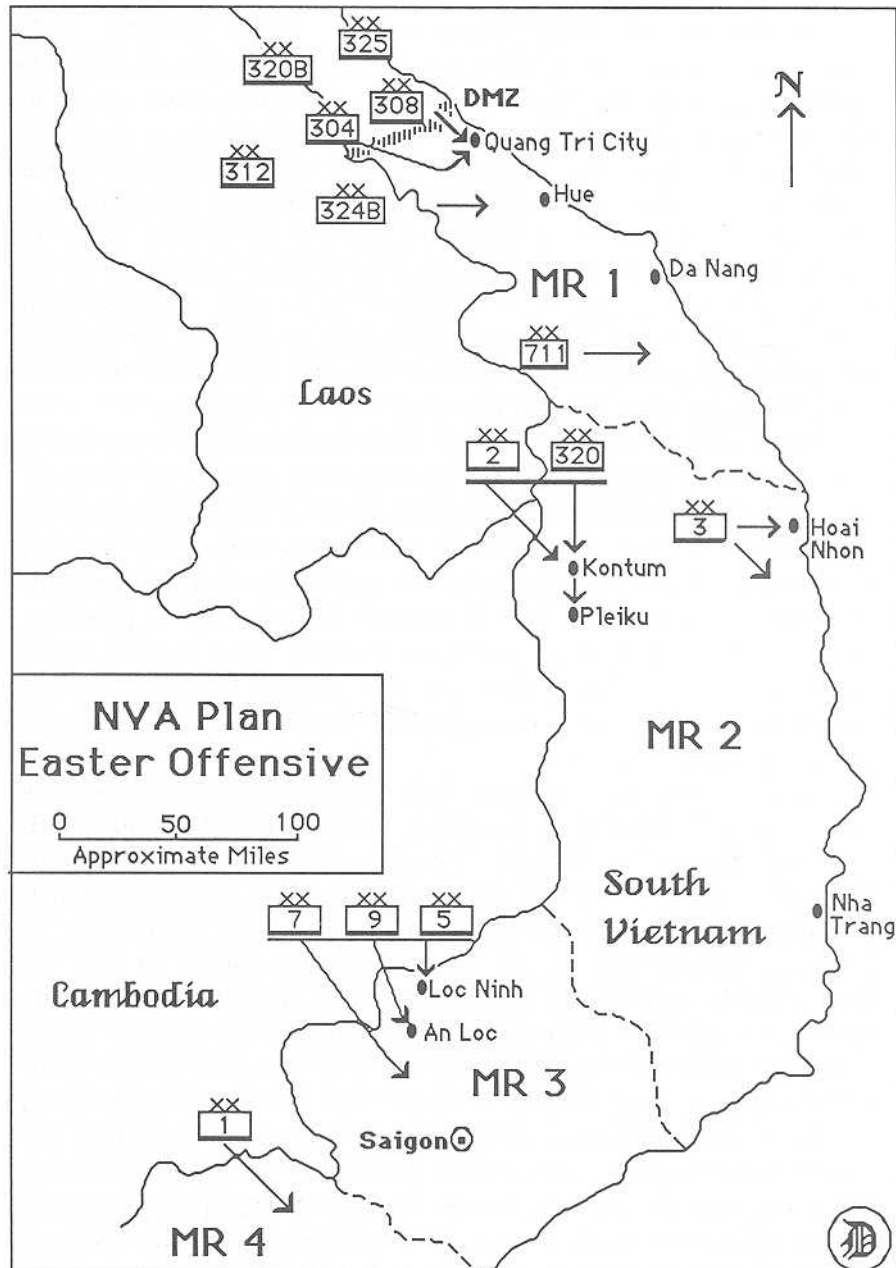 XX
325
XX
320B
XX
308
DMZ
XX
304
Quang Tri City
N
XX
312
XX
324B
Hue
MR 1
Da Nang
XX
711
Laos
XX
2
XX
320
XX
3
Hoai
Nhon
Kontum
Pleiku
NVA Plan
Easter Offensive
0 50 100
Approximate Miles
MR 2
South
Vietnam
Nha
Trang
XX
7
XX
9
XX
5
Cambodia
Loc Ninh
An Loc
MR 3
XX
1
Saigon
MR 4
D